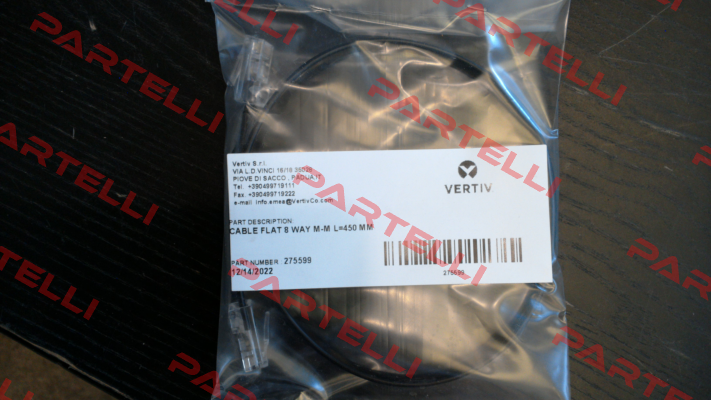 Vertiv S.r.l.
VIA L.D.VINCI 16/18 35028
PIOVE DI SACCO , PADUA,IT
Tel. +390499719111
Fax. +390499719222
e-mail info.emea@VertivCo.com
VERTIV
PART DESCRIPTION
CABLE FLAT 8 WAY M-M L=450 MM
PART NUMBER 275599
12/14/2022
275599
PARTELLI
PARTELLI
PARTELLI
PARTELLI
PARTELLI
PARTELLI
PARTELLI
PARTELLI